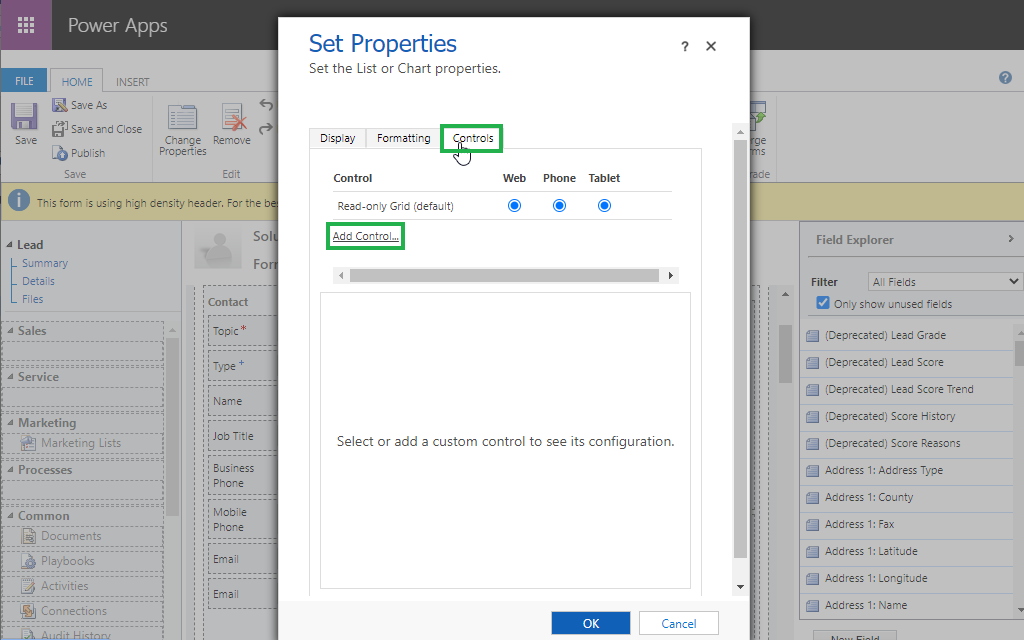 Power Apps
FILE
HOME
INSERT
Save
Save As
Save and Close
Publish
Save
Change
Properties
Remove
Edit
This form is using high density header. For the
Lead
Summary
Details
Files
Sales
Service
Marketing
Marketing Lists
Processes
Common
Documents
Playbooks
Activities
Connections
Audit History
Contact
Topic*
Type +
Name
Job Title
Business
Phone
Mobile
Phone
Email
Email
Set Properties
Set the List or Chart properties.
?
Display
Formatting
Controls
Control
Web
Phone
Tablet
Read-only Grid (default)
Add Control...
Select or add a custom control to see its configuration.
OK
Cancel
Field Explorer
Filter
All Fields
Only show unused fields
(Deprecated) Lead Grade
(Deprecated) Lead Score
(Deprecated) Lead Score Trend
(Deprecated) Score History
(Deprecated) Score Reasons
Address 1: Address Type
Address 1: County
Address 1: Fax
Address 1: Latitude
Address 1: Longitude
Address 1: Name
New Field